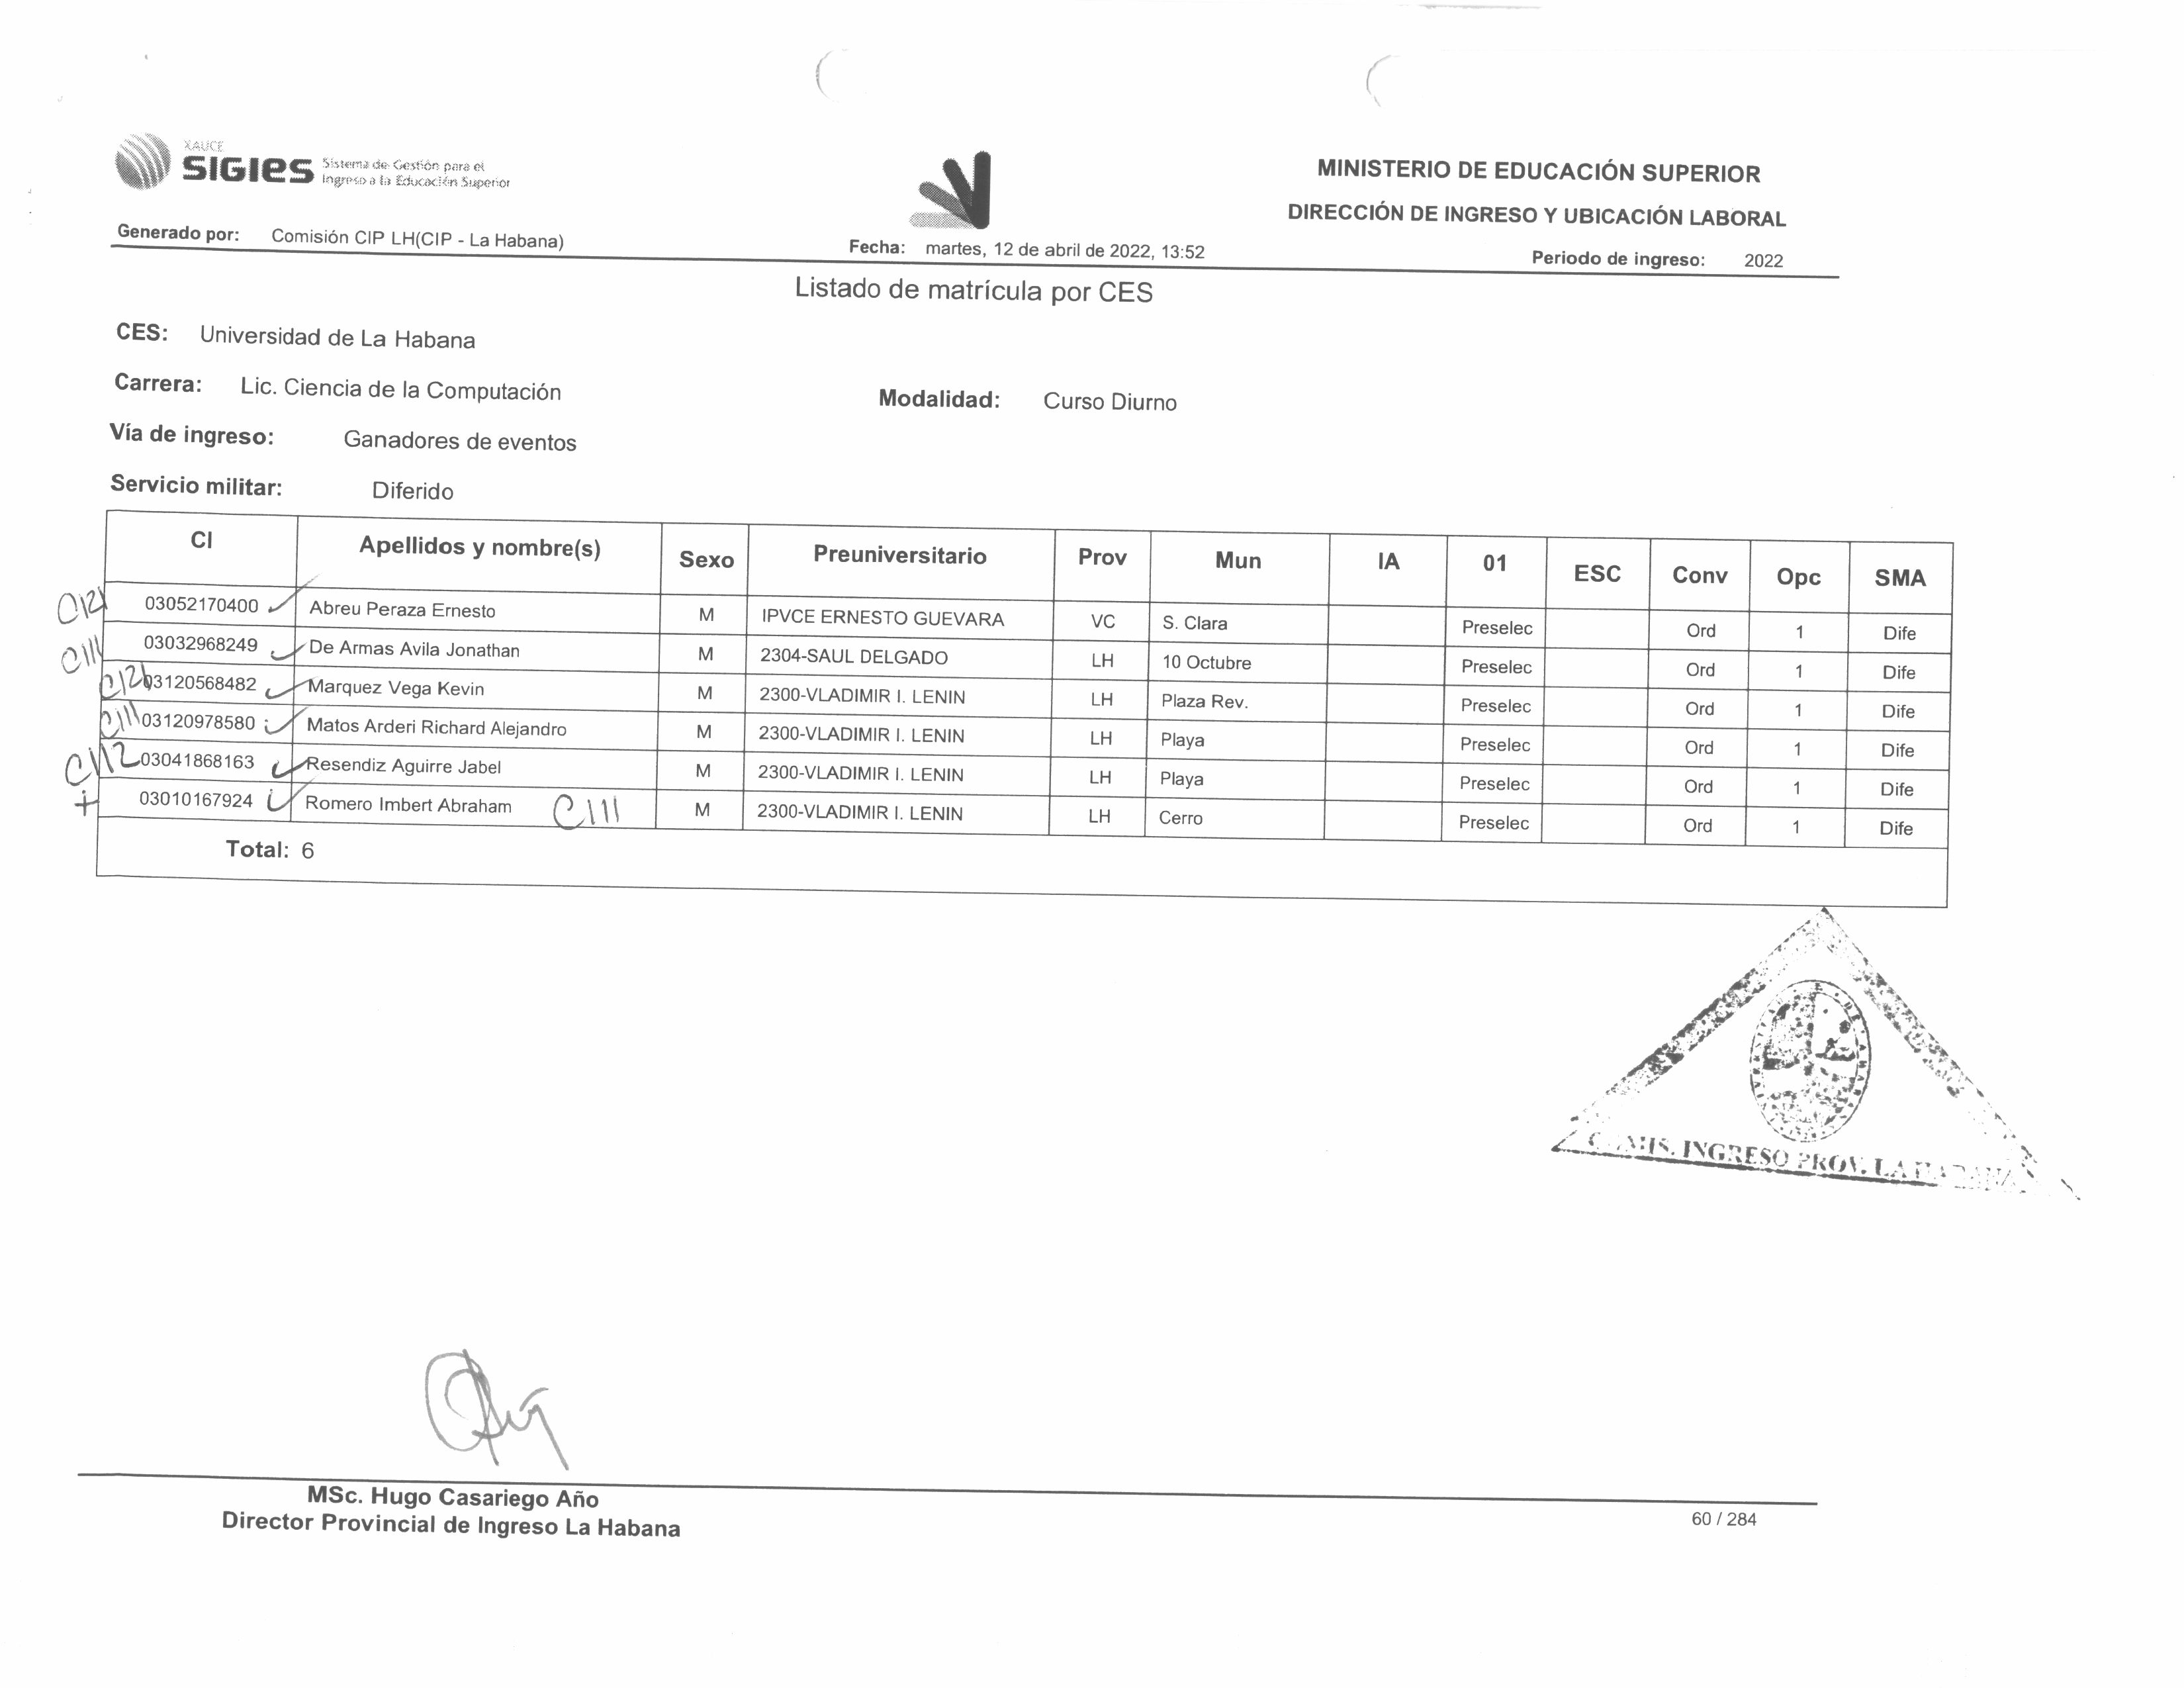 XAUCE
SIGIES Sistema de Gestión para el
Ingreso a la Educación Superior
MINISTERIO DE EDUCACIÓN SUPERIOR
DIRECCIÓN DE INGRESO Y UBICACIÓN LABORAL
Generado por: Comisión CIP LH(CIP - La Habana) Fecha: martes, 12 de abril de 2022, 13:52 Periodo de ingreso: 2022
Listado de matrícula por CES
CES: Universidad de La Habana
Carrera: Lic. Ciencia de la Computación Modalidad: Curso Diurno
Vía de ingreso: Ganadores de eventos
Servicio militar: Diferido
CI Apellidos y nombre(s) Sexo Preuniversitario Prov Mun IA 01 ESC Conv Opc SMA
C121 03052170400 Abreu Peraza Ernesto M IPVCE ERNESTO GUEVARA VC S. Clara Preselec Ord 1 Dife
C111 03032968249 De Armas Avila Jonathan M 2304-SAUL DELGADO LH 10 Octubre Preselec Ord 1 Dife
C121 03120568482 Marquez Vega Kevin M 2300-VLADIMIR I. LENIN LH Plaza Rev. Preselec Ord 1 Dife
C111 03120978580 Matos Arderi Richard Alejandro M 2300-VLADIMIR I. LENIN LH Playa Preselec Ord 1 Dife
C112 03041868163 Resendiz Aguirre Jabel M 2300-VLADIMIR I. LENIN LH Playa Preselec Ord 1 Dife
+ 03010167924 Romero Imbert Abraham C111 M 2300-VLADIMIR I. LENIN LH Cerro Preselec Ord 1 Dife
Total: 6
INGRESO PROV. LA HABANA
MSc. Hugo Casariego Año
Director Provincial de Ingreso La Habana
60 / 284